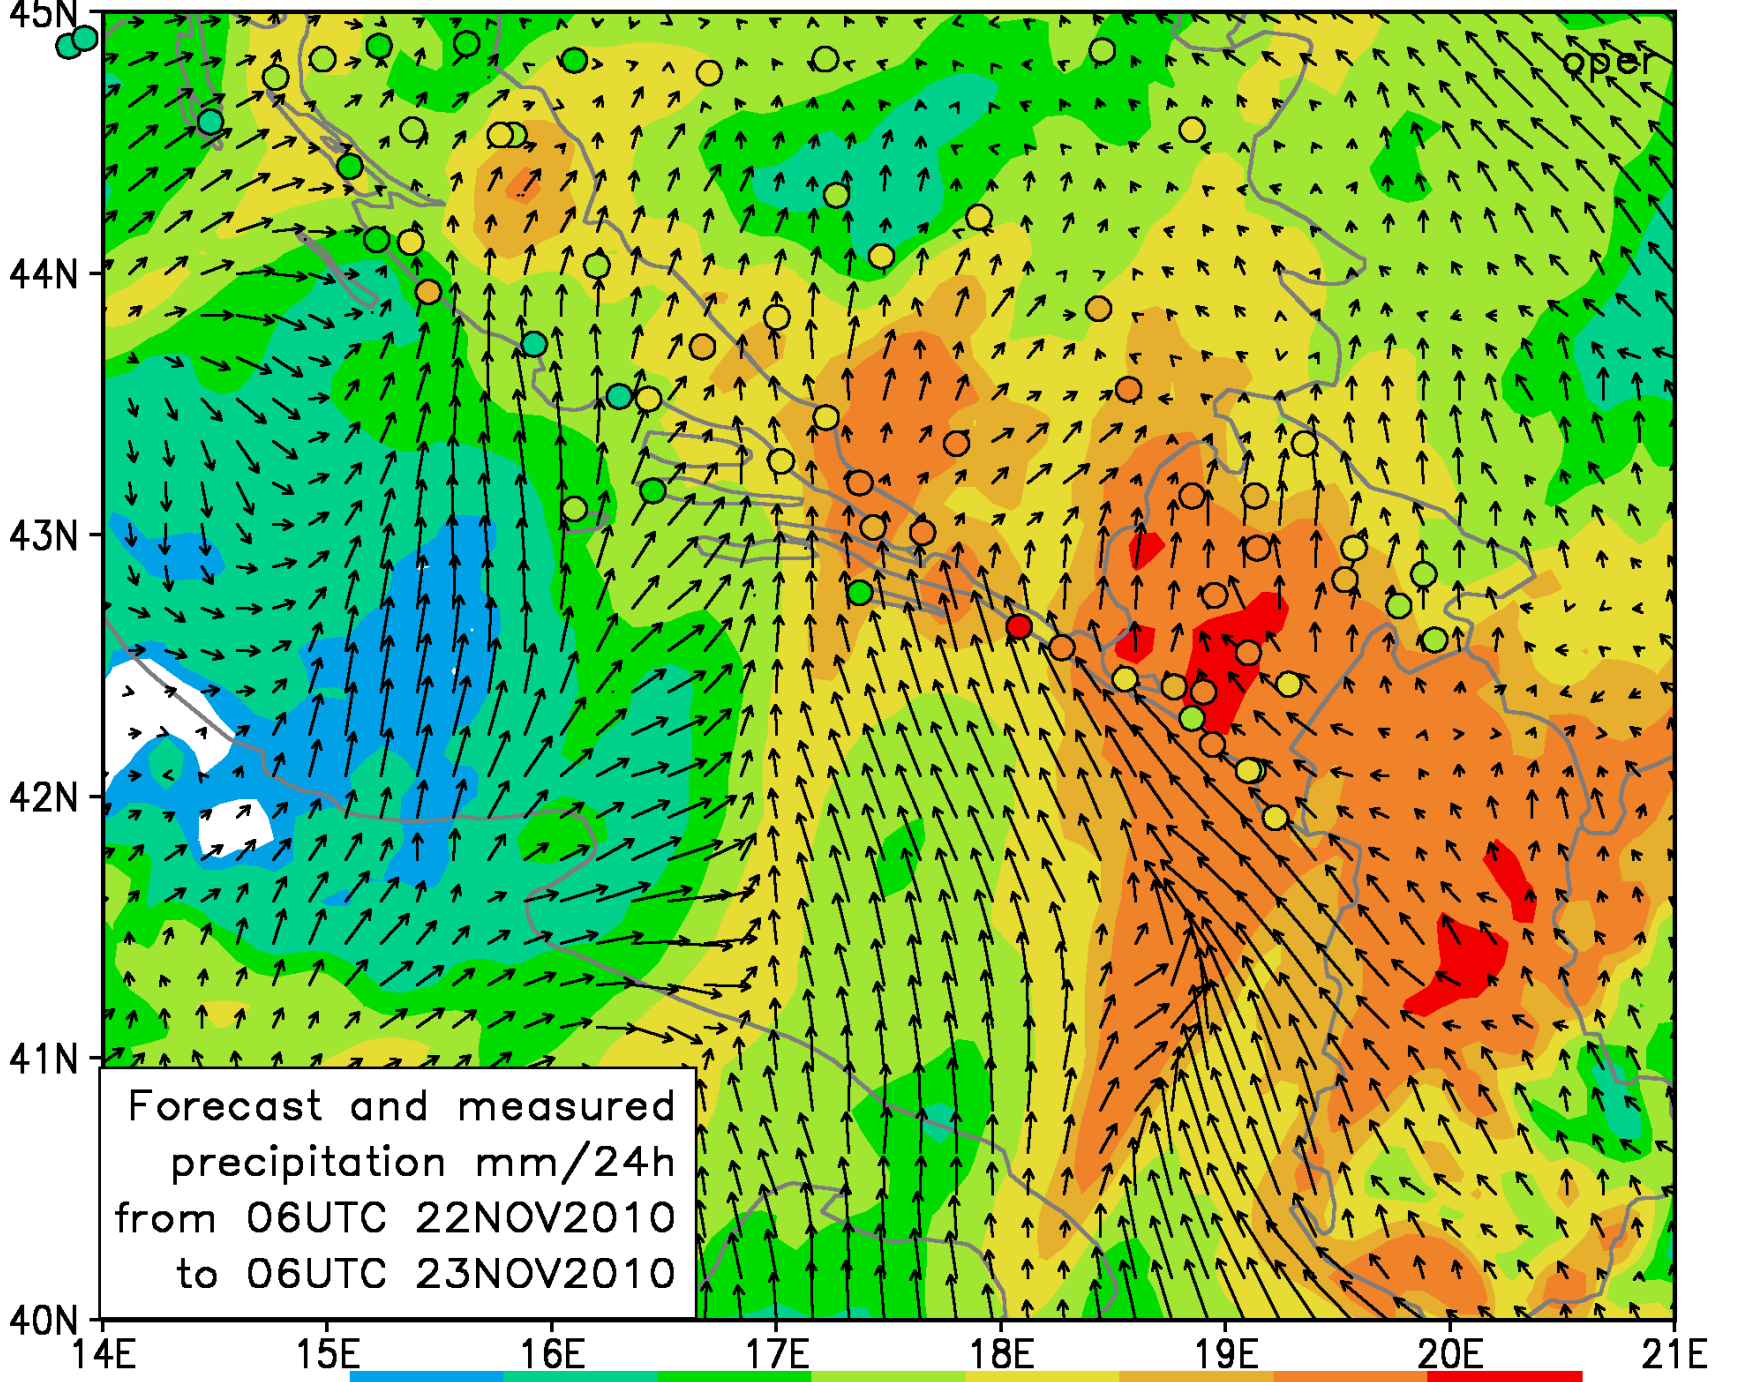 45N
oper
44N
43N
42N
41N
Forecast and measured
precipitation mm/24h
from 06UTC 22NOV2010
to 06UTC 23NOV2010
40N
14E 15E 16E 17E 18E 19E 20E 21E